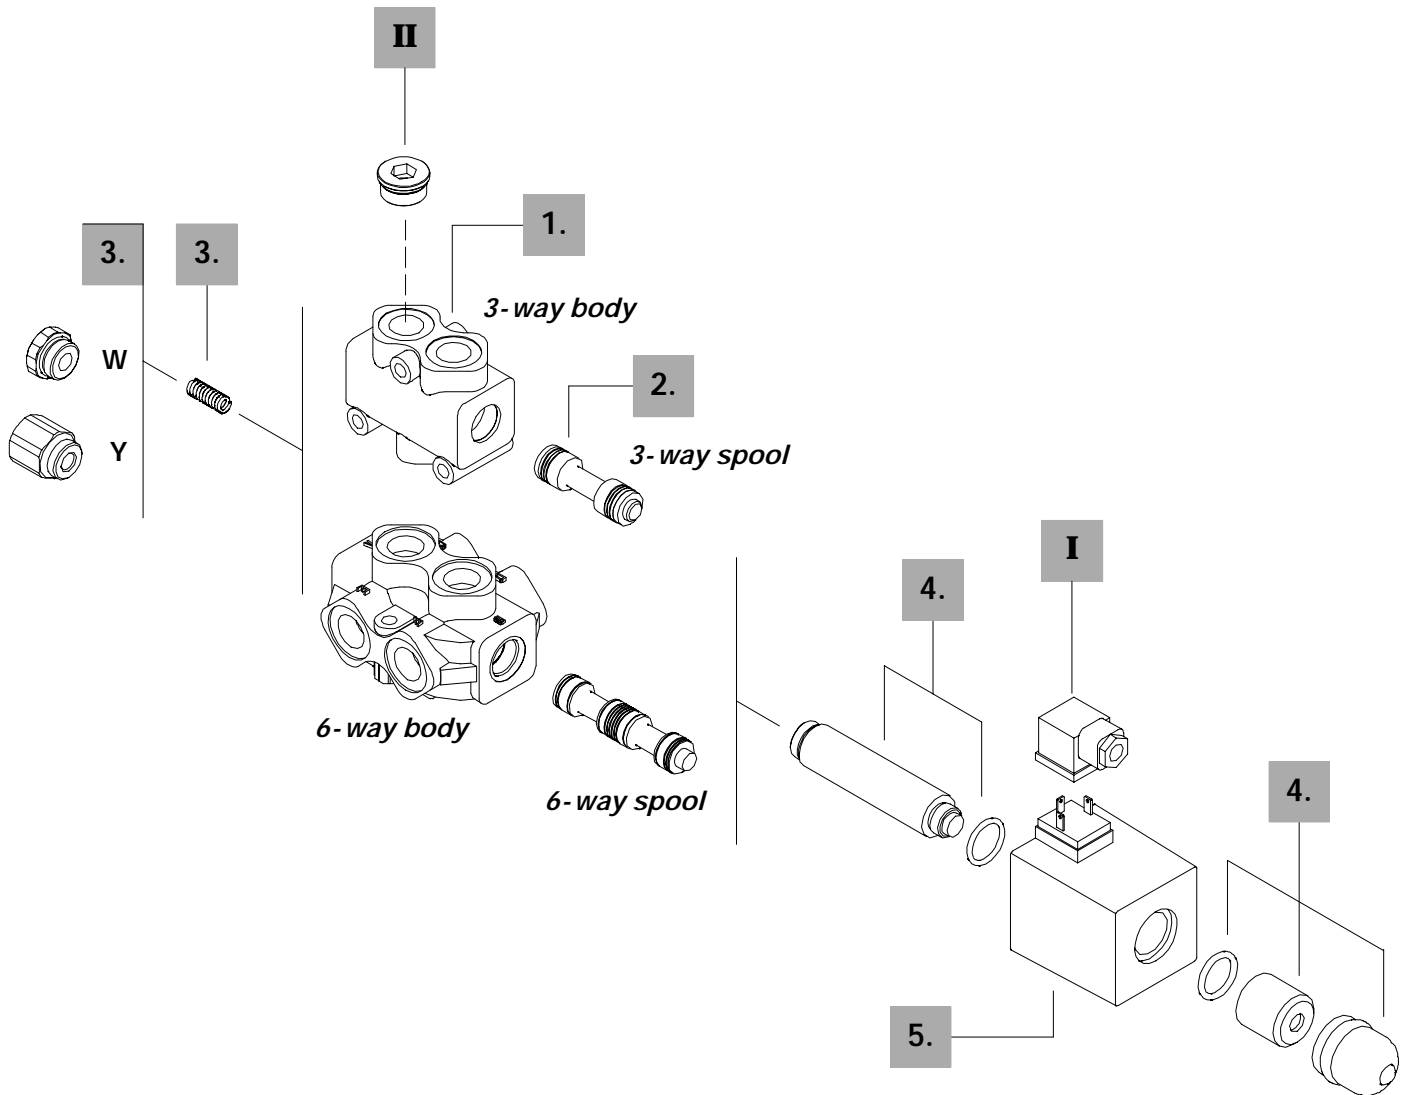 II
1.
3.
3.
3-way body
W
2.
Y
3-way spool
I
4.
6-way body
4.
6-way spool
5.